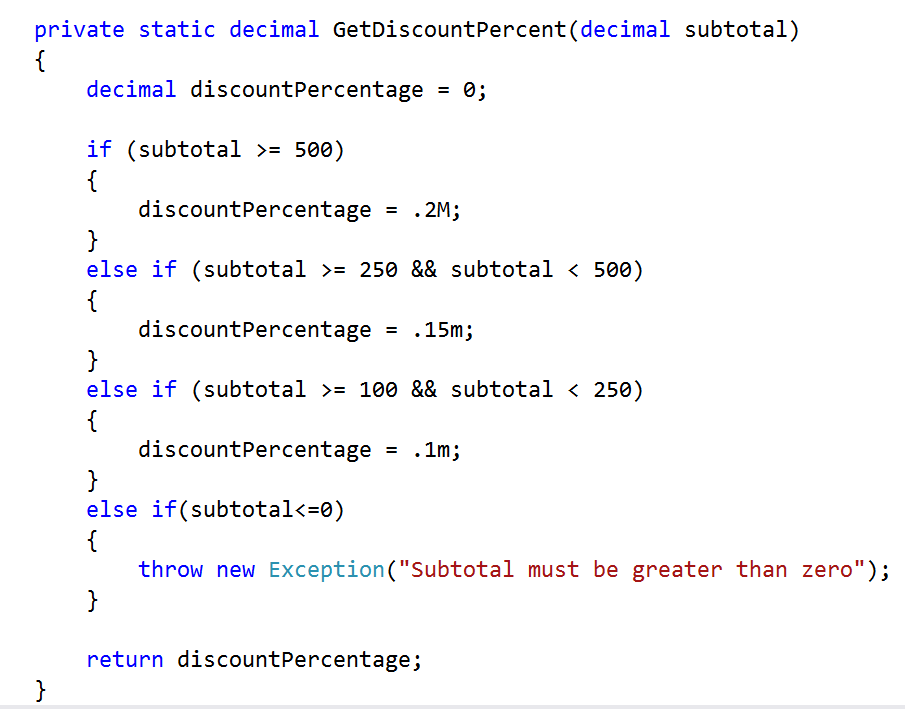 private static decimal GetDiscountPercent(decimal subtotal)
{
    decimal discountPercentage = 0;

    if (subtotal >= 500)
    {
        discountPercentage = .2M;
    }
    else if (subtotal >= 250 && subtotal < 500)
    {
        discountPercentage = .15m;
    }
    else if (subtotal >= 100 && subtotal < 250)
    {
        discountPercentage = .1m;
    }
    else if(subtotal<=0)
    {
        throw new Exception("Subtotal must be greater than zero");
    }

    return discountPercentage;
}